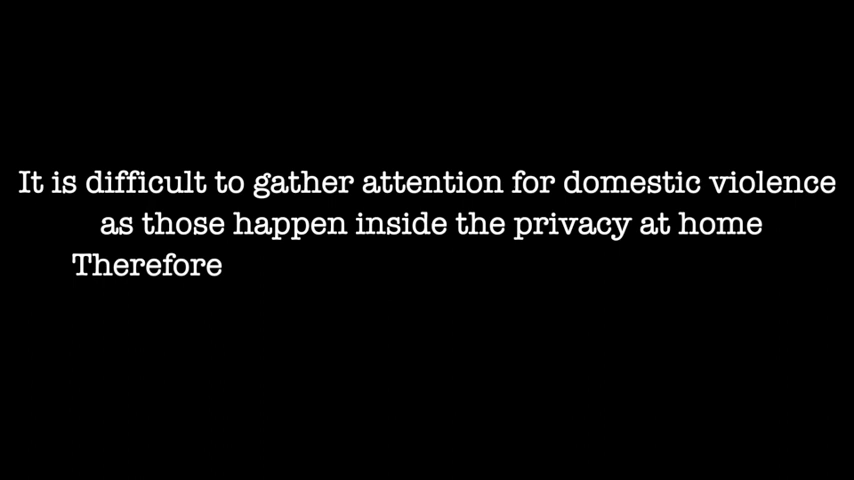 It is difficult to gather attention for domestic violence
as those happen inside the privacy at home
Therefore